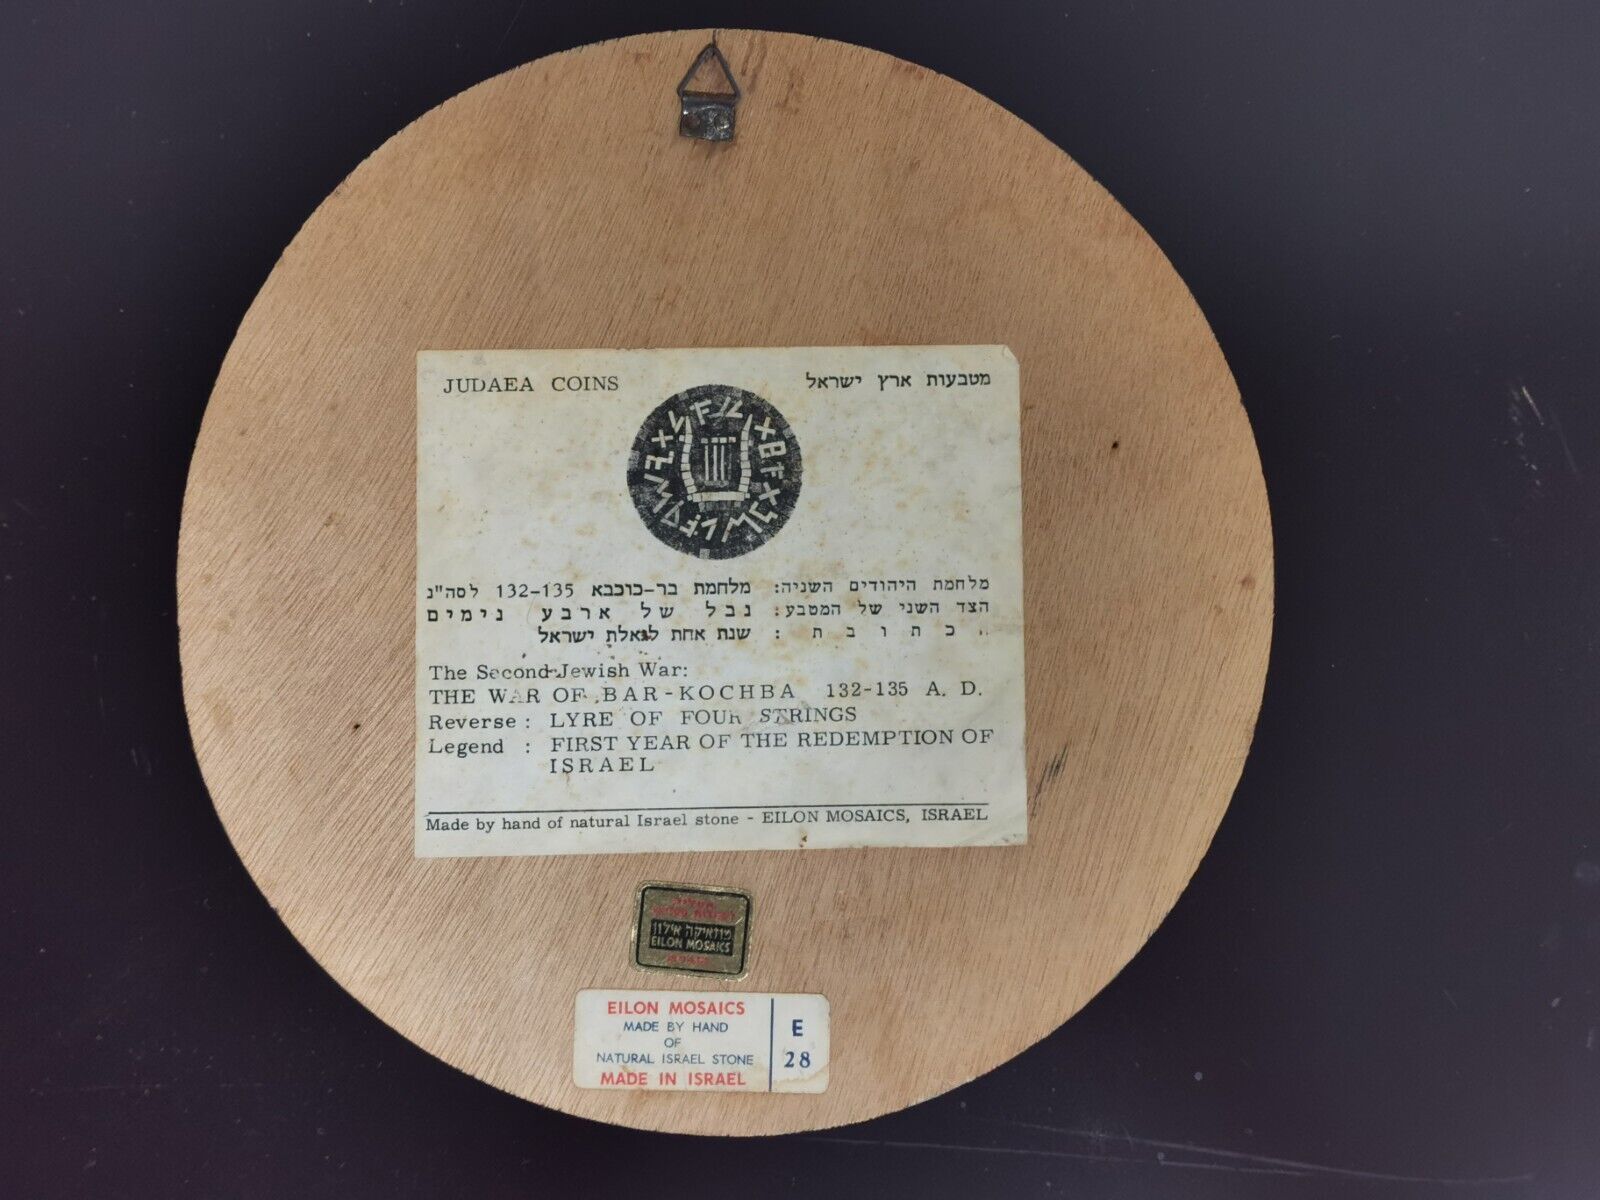 JUDAEA COINS
מטבעות ארץ ישראל
מלחמת היהודים השניה: מלחמת בר-כוכבא 132-135 לסה"נ
הצד השני של המטבע: נבל של ארבע נימים
כתובת : שנת אחת לגאלת ישראל
The Second Jewish War:
THE WAR OF BAR-KOCHBA 132-135 A. D.
Reverse : LYRE OF FOUR STRINGS
Legend : FIRST YEAR OF THE REDEMPTION OF
ISRAEL
Made by hand of natural Israel stone - EILON MOSAICS, ISRAEL
מוזאיקה אילון
EILON MOSAICS
EILON MOSAICS
MADE BY HAND
OF
NATURAL ISRAEL STONE
MADE IN ISRAEL
E
28